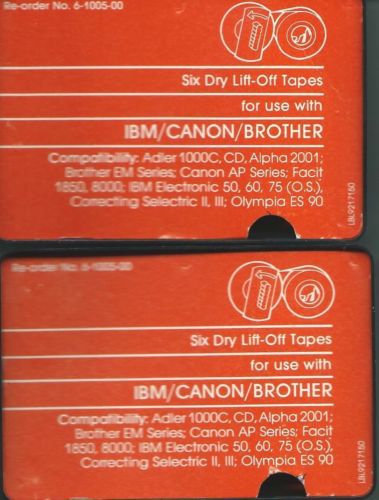 Re-order No. 6-1005-00
Six Dry Lift-Off Tapes
for use with
IBM/CANON/BROTHER
Compatibility: Adler 1000C, CD, Alpha 2001;
Brother EM Series; Canon AP Series; Facit
1850, 8000; IBM Electronic 50, 60, 75 (O.S.),
Correcting Selectric II, III; Olympia ES 90
LBL9217150
Re-order No. 6-1005-00
Six Dry Lift-Off Tapes
for use with
IBM/CANON/BROTHER
Compatibility: Adler 1000C, CD, Alpha 2001;
Brother EM Series; Canon AP Series; Facit
1850, 8000; IBM Electronic 50, 60, 75 (O.S.),
Correcting Selectric II, III; Olympia ES 90
LBL9217150